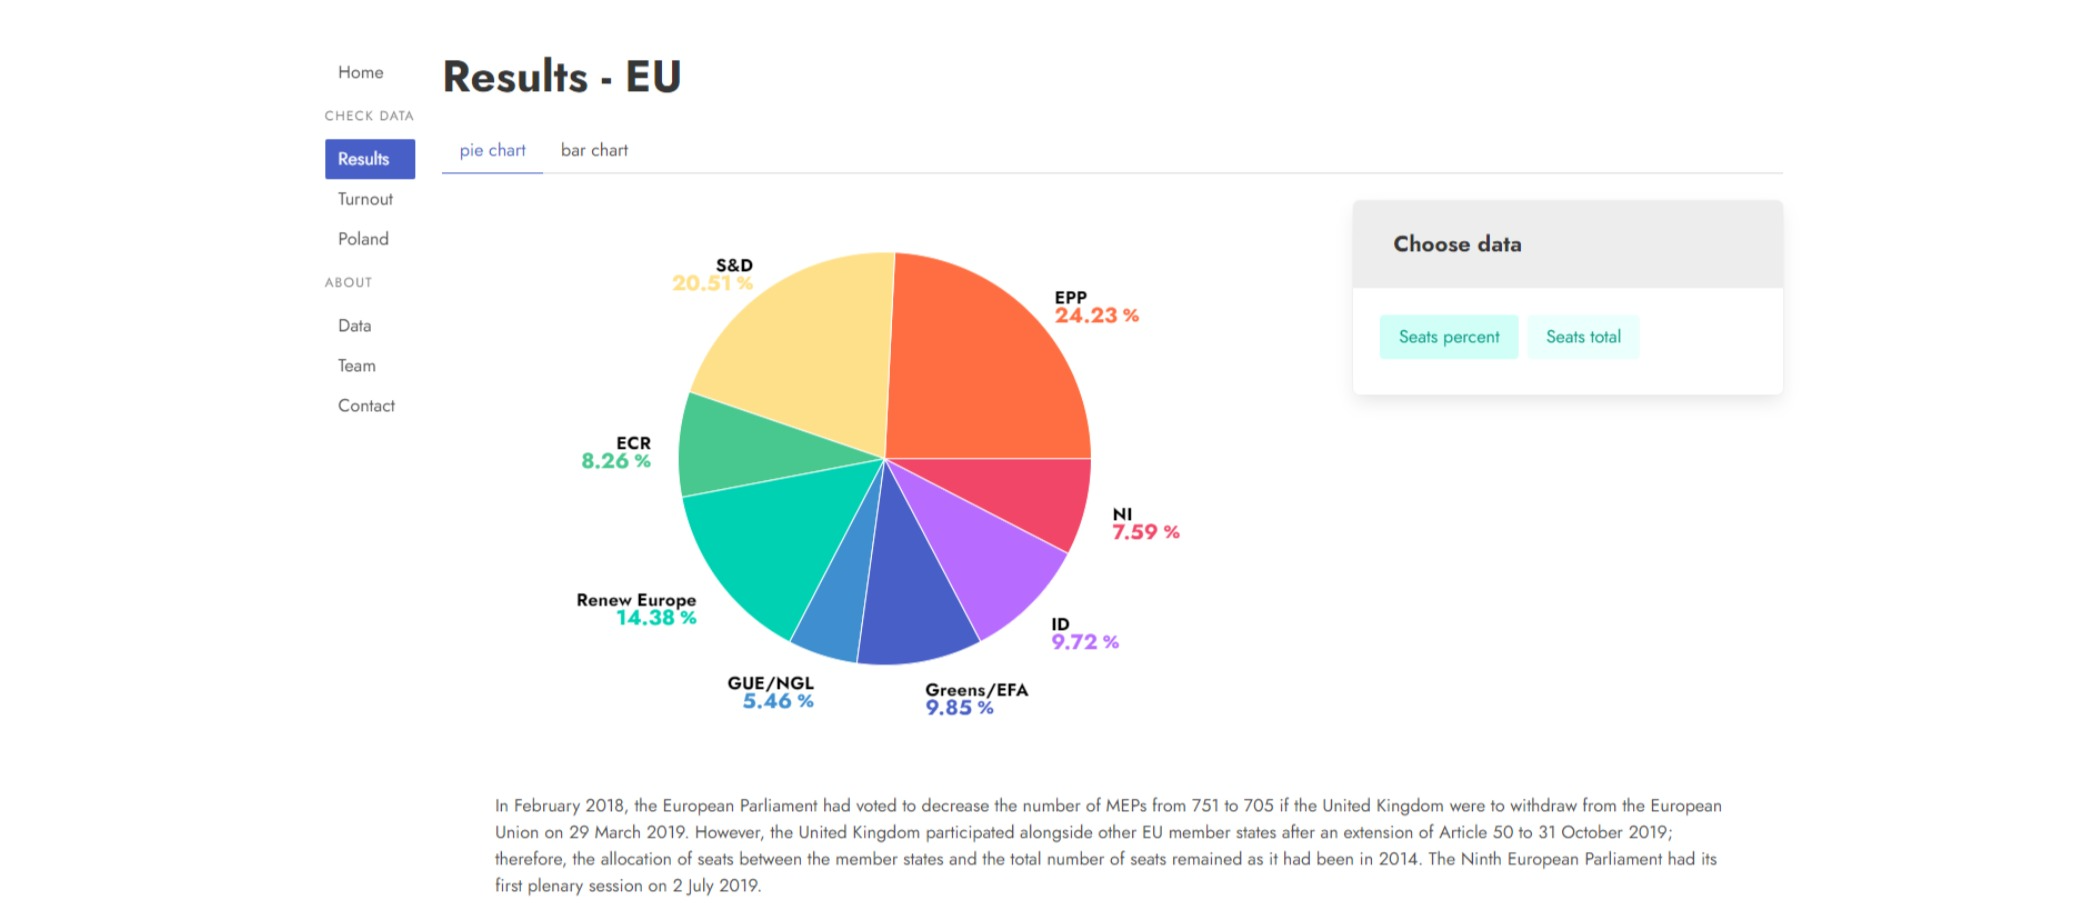 Home
CHECK DATA
Results
Turnout
Poland
ABOUT
Data
Team
Contact
Results - EU
pie chart
bar chart
S&D
20.51 %
EPP
24.23 %
ECR
8.26 %
NI
7.59 %
Renew Europe
14.38 %
ID
9.72 %
GUE/NGL
5.46 %
Greens/EFA
9.85 %
Choose data
Seats percent
Seats total
In February 2018, the European Parliament had voted to decrease the number of MEPs from 751 to 705 if the United Kingdom were to withdraw from the European
Union on 29 March 2019. However, the United Kingdom participated alongside other EU member states after an extension of Article 50 to 31 October 2019;
therefore, the allocation of seats between the member states and the total number of seats remained as it had been in 2014. The Ninth European Parliament had its
first plenary session on 2 July 2019.